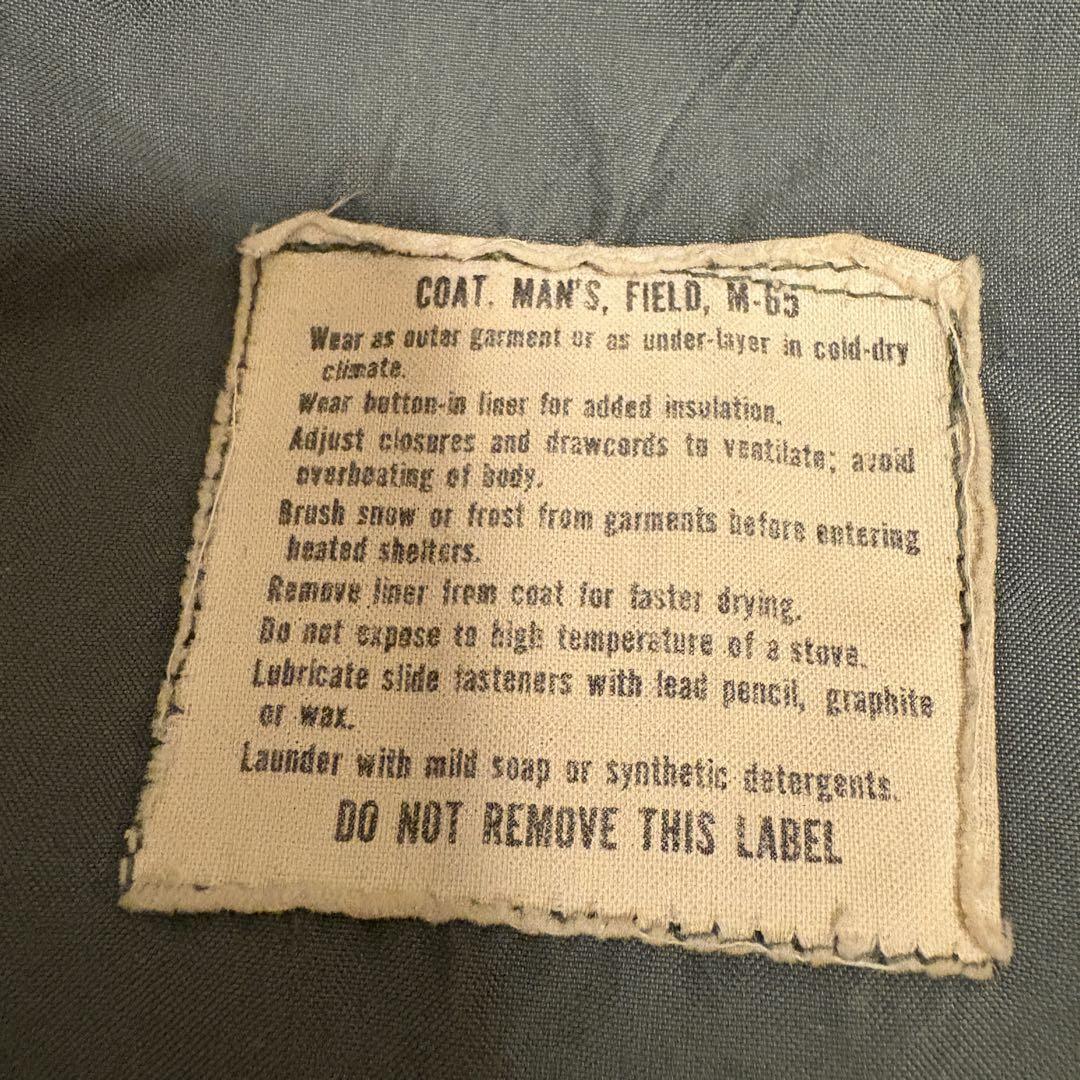 COAT, MAN'S, FIELD, M-65
Wear as outer garment or as under-layer in cold-dry
climate.
Wear button-in liner for added insulation.
Adjust closures and drawcords to ventilate; avoid
overheating of body.
Brush snow or frost from garments before entering
heated shelters.
Remove liner from coat for faster drying.
Do not expose to high temperature of a stove.
Lubricate slide fasteners with lead pencil, graphite
or wax.
Launder with mild soap or synthetic detergents.
DO NOT REMOVE THIS LABEL